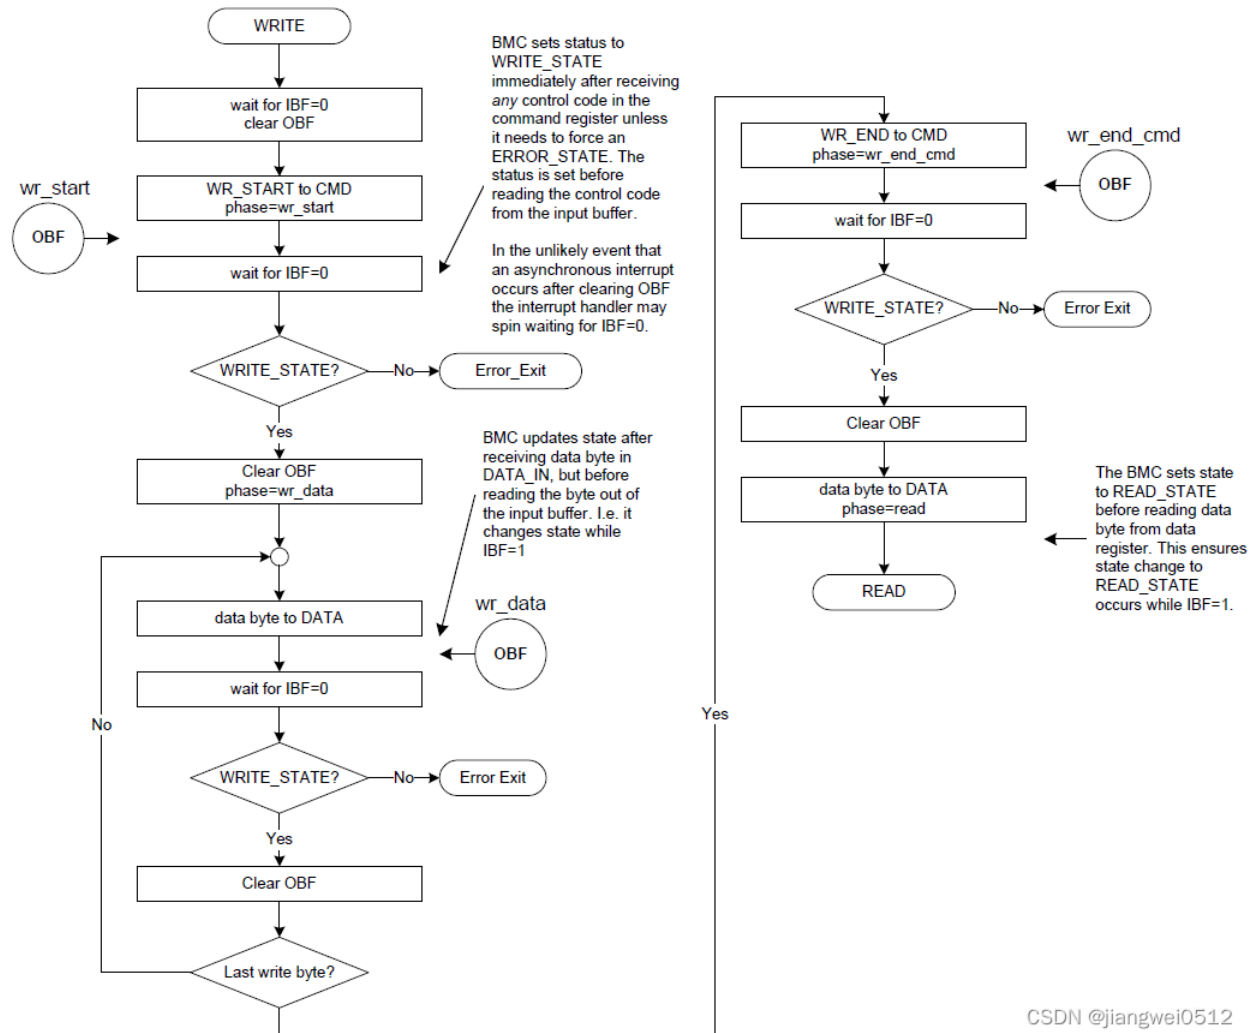 WRITE
wait for IBF=0
clear OBF
WR_START to CMD
phase=wr_start
wr_start
OBF
wait for IBF=0
WRITE_STATE?
No
Error_Exit
Yes
Clear OBF
phase=wr_data
data byte to DATA
wait for IBF=0
WRITE_STATE?
No
Error Exit
Yes
Clear OBF
Last write byte?
No
BMC sets status to
WRITE_STATE
immediately after receiving
any control code in the
command register unless
it needs to force an
ERROR_STATE. The
status is set before
reading the control code
from the input buffer.
In the unlikely event that
an asynchronous interrupt
occurs after clearing OBF
the interrupt handler may
spin waiting for IBF=0.
BMC updates state after
receiving data byte in
DATA_IN, but before
reading the byte out of
the input buffer. I.e. it
changes state while
IBF=1
wr_data
OBF
Yes
WR_END to CMD
phase=wr_end_cmd
wr_end_cmd
OBF
wait for IBF=0
WRITE_STATE?
No
Error Exit
Yes
Clear OBF
data byte to DATA
phase=read
READ
The BMC sets state
to READ_STATE
before reading data
byte from data
register. This ensures
state change to
READ_STATE
occurs while IBF=1.
CSDN @jiangwei0512